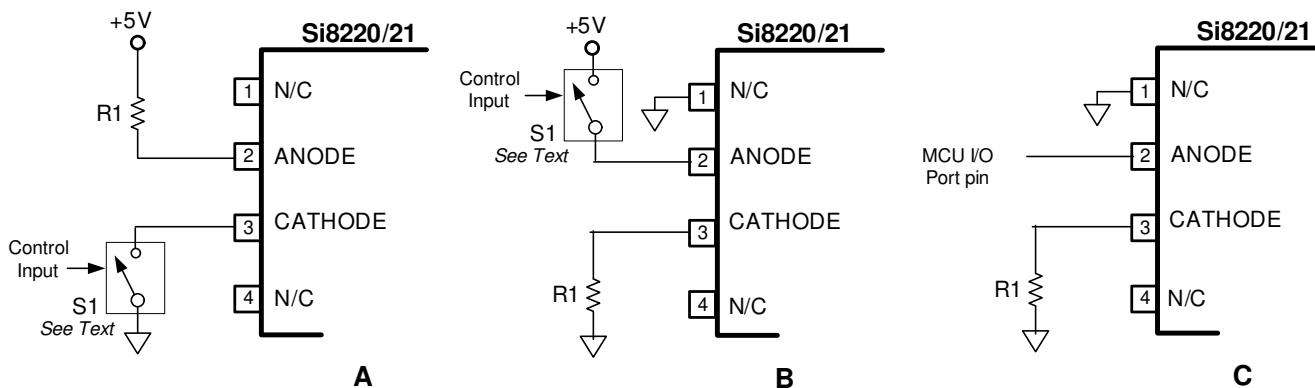 +5V
Si8220/21
1
N/C
R1
2
ANODE
3
CATHODE
Control
Input
S1
See Text
4
N/C
A
+5V
Si8220/21
Control
Input
S1
See Text
1
N/C
2
ANODE
3
CATHODE
R1
4
N/C
B
Si8220/21
1
N/C
MCU I/O
Port pin
2
ANODE
3
CATHODE
R1
4
N/C
C